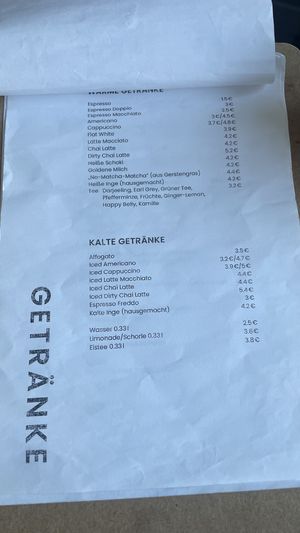 WARME GETRÄNKE
Espresso 1.5€
Espresso Doppio 3€
Espresso Macchiato 2.5€
Americano 3€/4.5€
Cappuccino 3.7€/4.8€
Flat White 3.9€
Latte Macciato 4.2€
Chai Latte 4.2€
Dirty Chai Latte 5.2€
Heiße Schoki 4.2€
Goldene Milch 4.2€
„No-Matcha-Matcha" (aus Gerstengras) 4.4€
Heiße Inge (hausgemacht) 4.2€
Tee Darjeeling, Earl Grey, Grüner Tee, 3.2€
Pfefferminze, Früchte, Ginger-Lemon,
Happy Belly, Kamille
KALTE GETRÄNKE
Affogato 3.5€
Iced Americano 3.2€/4.7€
Iced Cappuccino 3.9€/5€
Iced Latte Macchiato 4.4€
Iced Chai Latte 4.4€
Iced Dirty Chai Latte 5.4€
Espresso Freddo 3€
Kalte Inge (hausgemacht) 4.2€
Wasser 0.33 l 2.5€
Limonade/Schorle 0.33 l 3.6€
Eistee 0.33 l 3.8€
GETRÄNKE